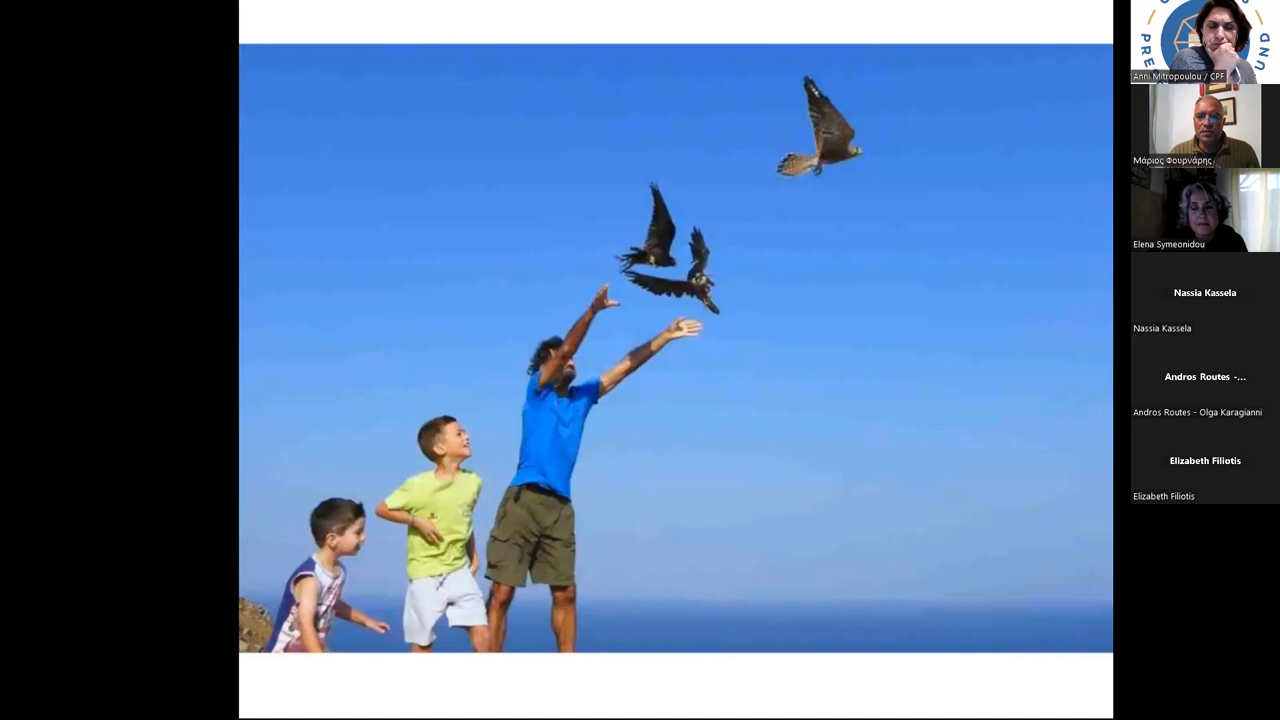 PRE
UND
Anni Mitropoulou / CPF
Μάριος Φουρνάρης
Elena Symeonidou
Nassia Kassela
Nassia Kassela
Andros Routes -...
Andros Routes - Olga Karagianni
Elizabeth Filiotis
Elizabeth Filiotis